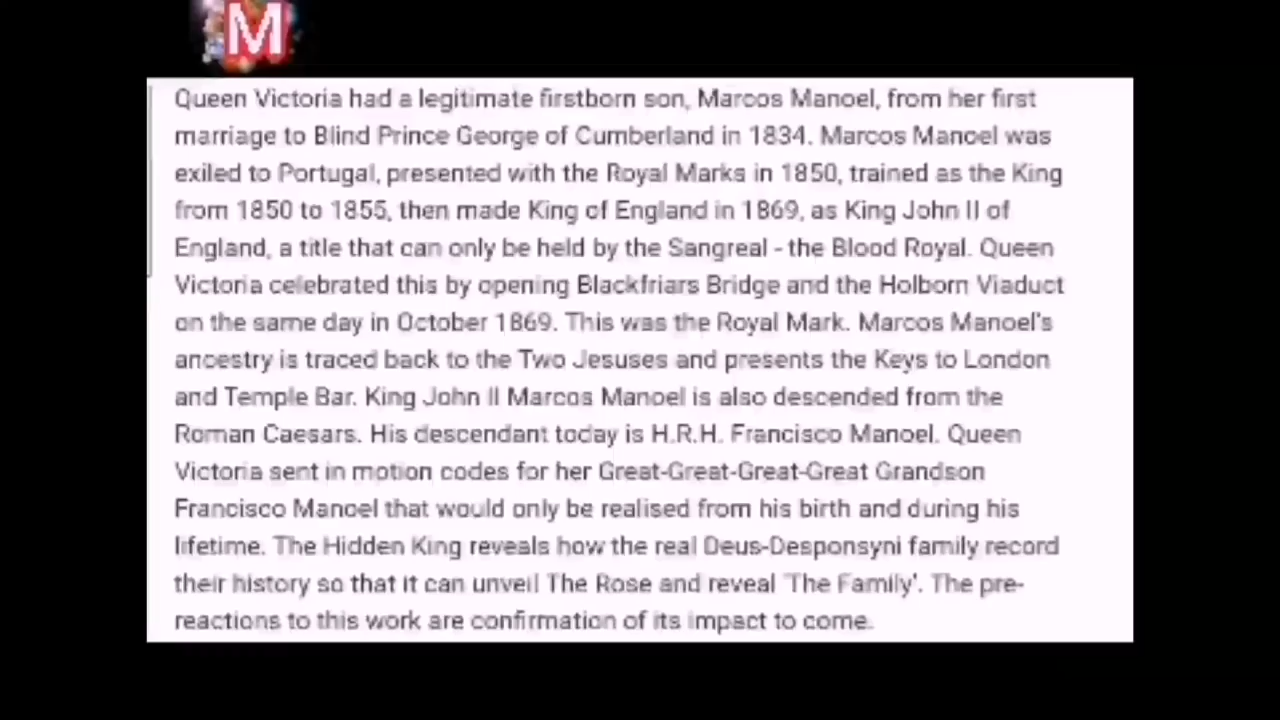 M
Queen Victoria had a legitimate firstborn son, Marcos Manoel, from her first
marriage to Blind Prince George of Cumberland in 1834. Marcos Manoel was
exiled to Portugal, presented with the Royal Marks in 1850, trained as the King
from 1850 to 1855, then made King of England in 1869, as King John II of
England, a title that can only be held by the Sangreal - the Blood Royal. Queen
Victoria celebrated this by opening Blackfriars Bridge and the Holborn Viaduct
on the same day in October 1869. This was the Royal Mark. Marcos Manoel's
ancestry is traced back to the Two Jesuses and presents the Keys to London
and Temple Bar. King John II Marcos Manoel is also descended from the
Roman Caesars. His descendant today is H.R.H. Francisco Manoel. Queen
Victoria sent in motion codes for her Great-Great-Great-Great Grandson
Francisco Manoel that would only be realised from his birth and during his
lifetime. The Hidden King reveals how the real Deus-Desponsyni family record
their history so that it can unveil The Rose and reveal 'The Family'. The pre-
reactions to this work are confirmation of its impact to come.